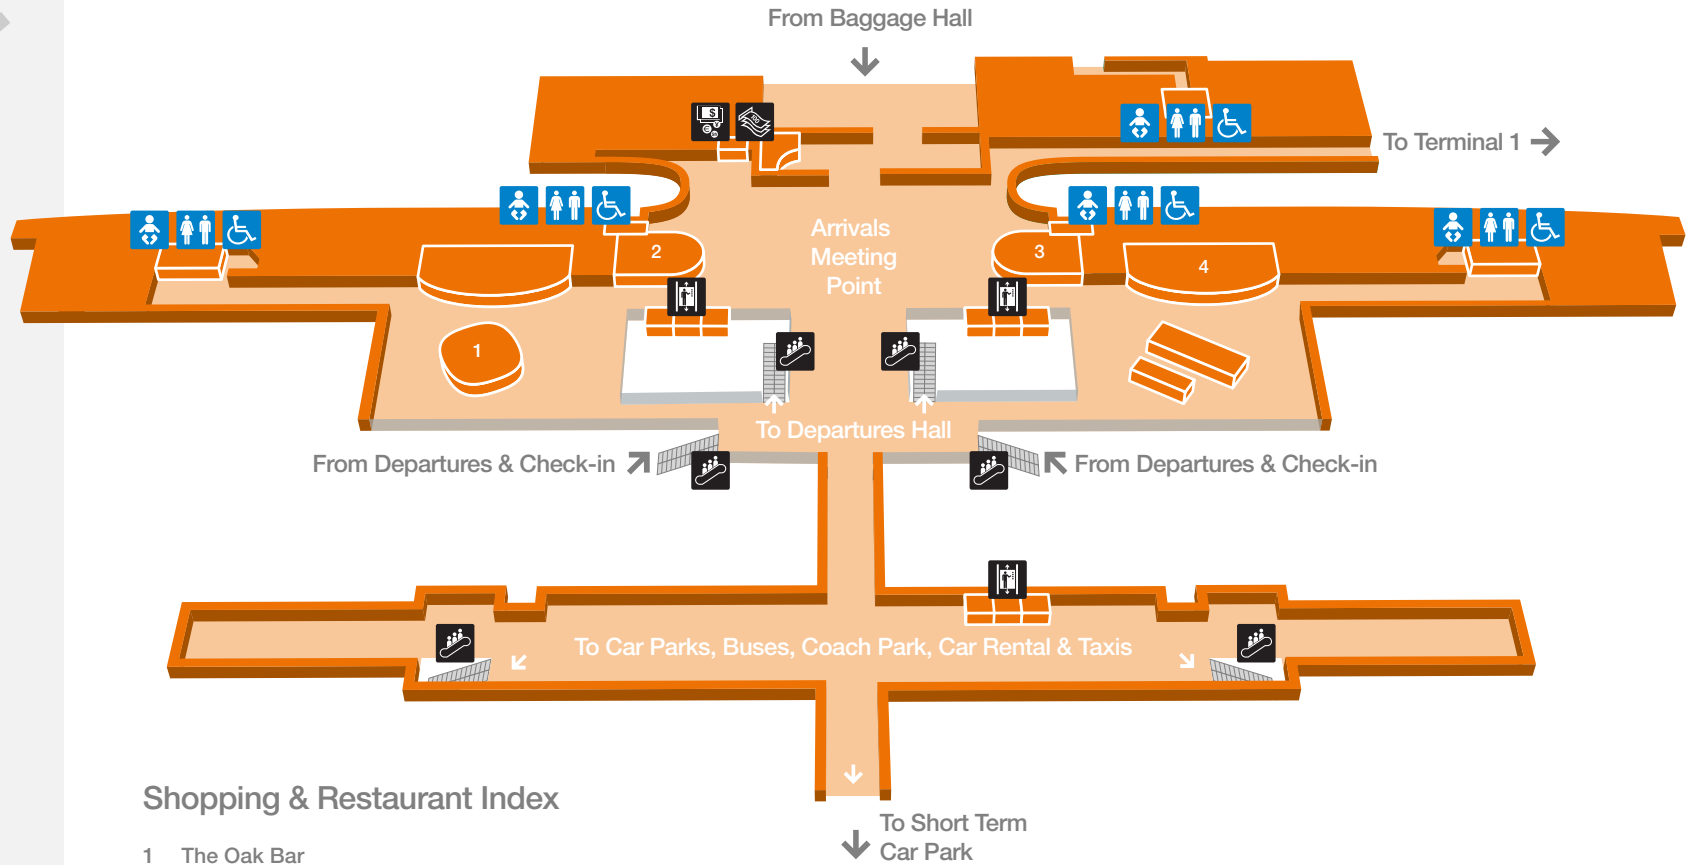 From Baggage Hall
To Terminal 1
Arrivals
Meeting
Point
2
3
4
1
To Departures Hall
From Departures & Check-in
From Departures & Check-in
To Car Parks, Buses, Coach Park, Car Rental & Taxis
Shopping & Restaurant Index
1 The Oak Bar
To Short Term
Car Park